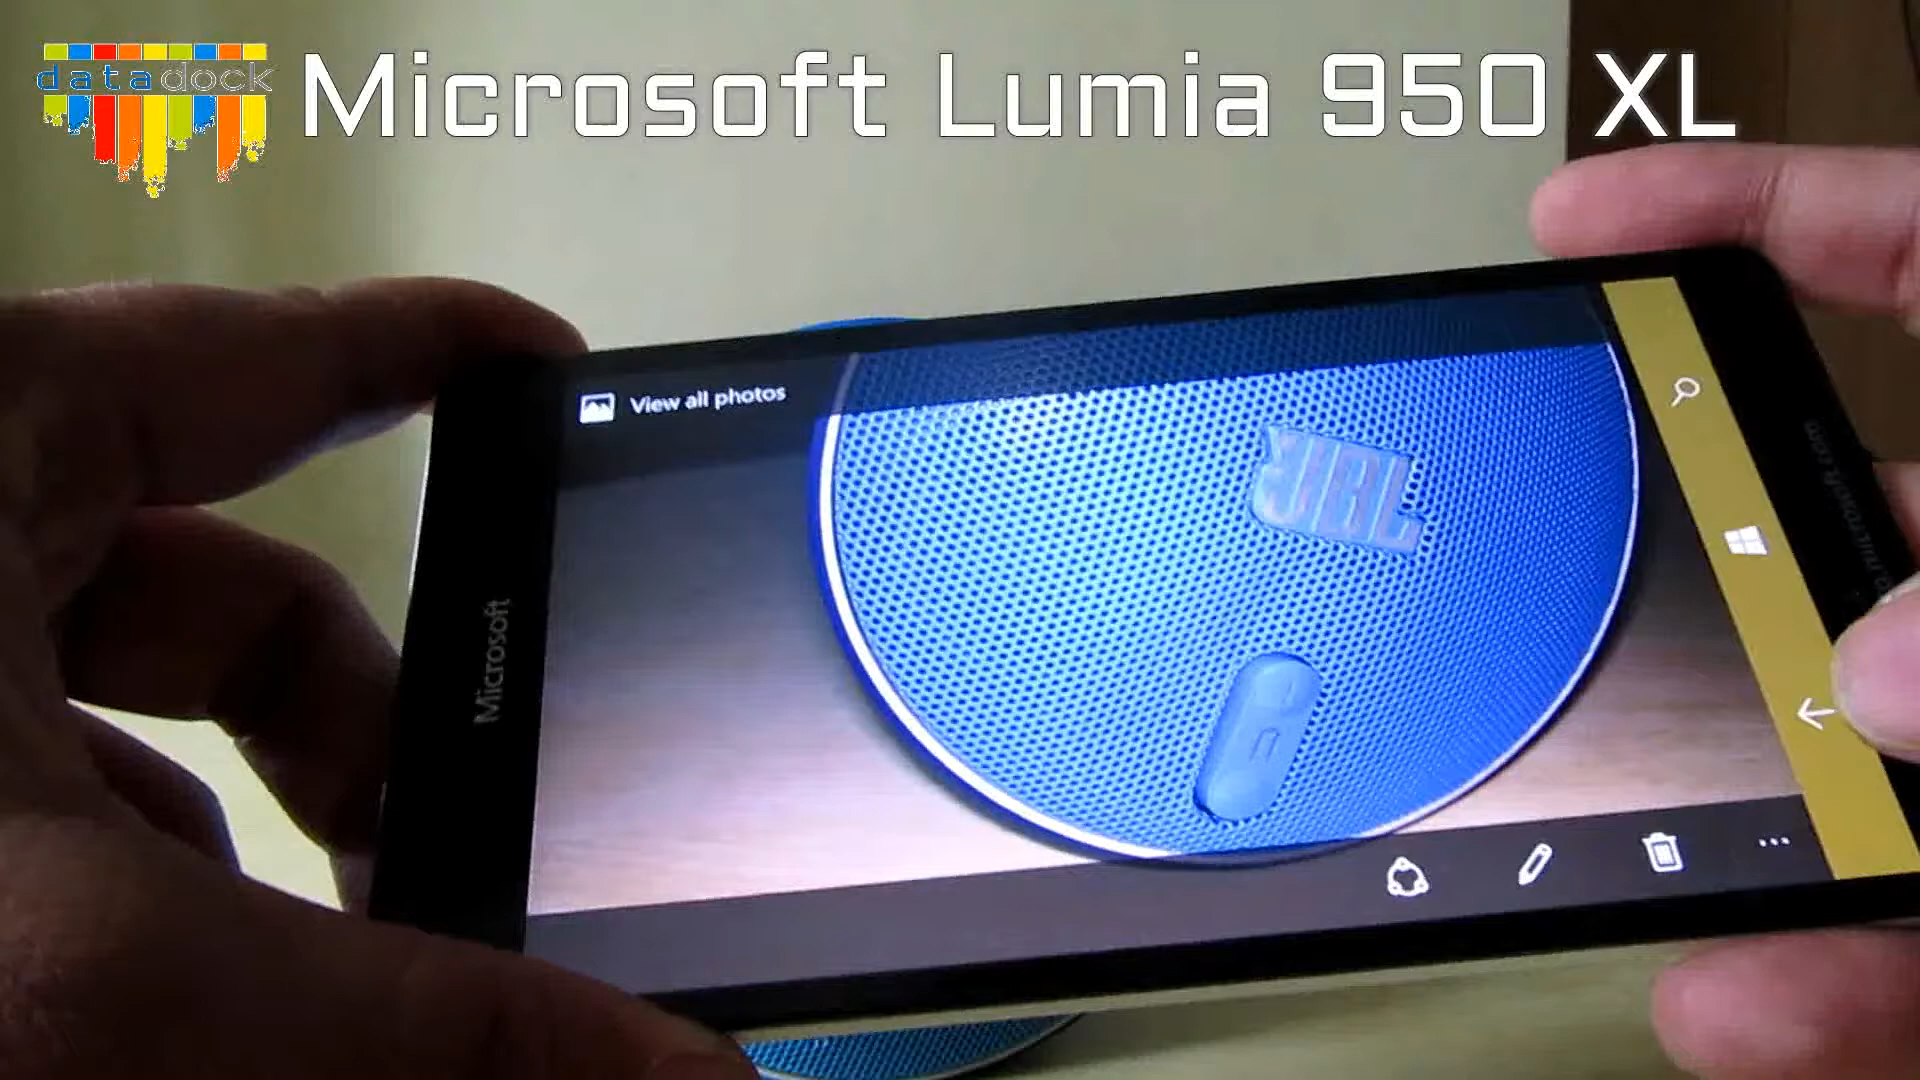 datadock
Microsoft Lumia 950 XL
View all photos
JBL
Microsoft